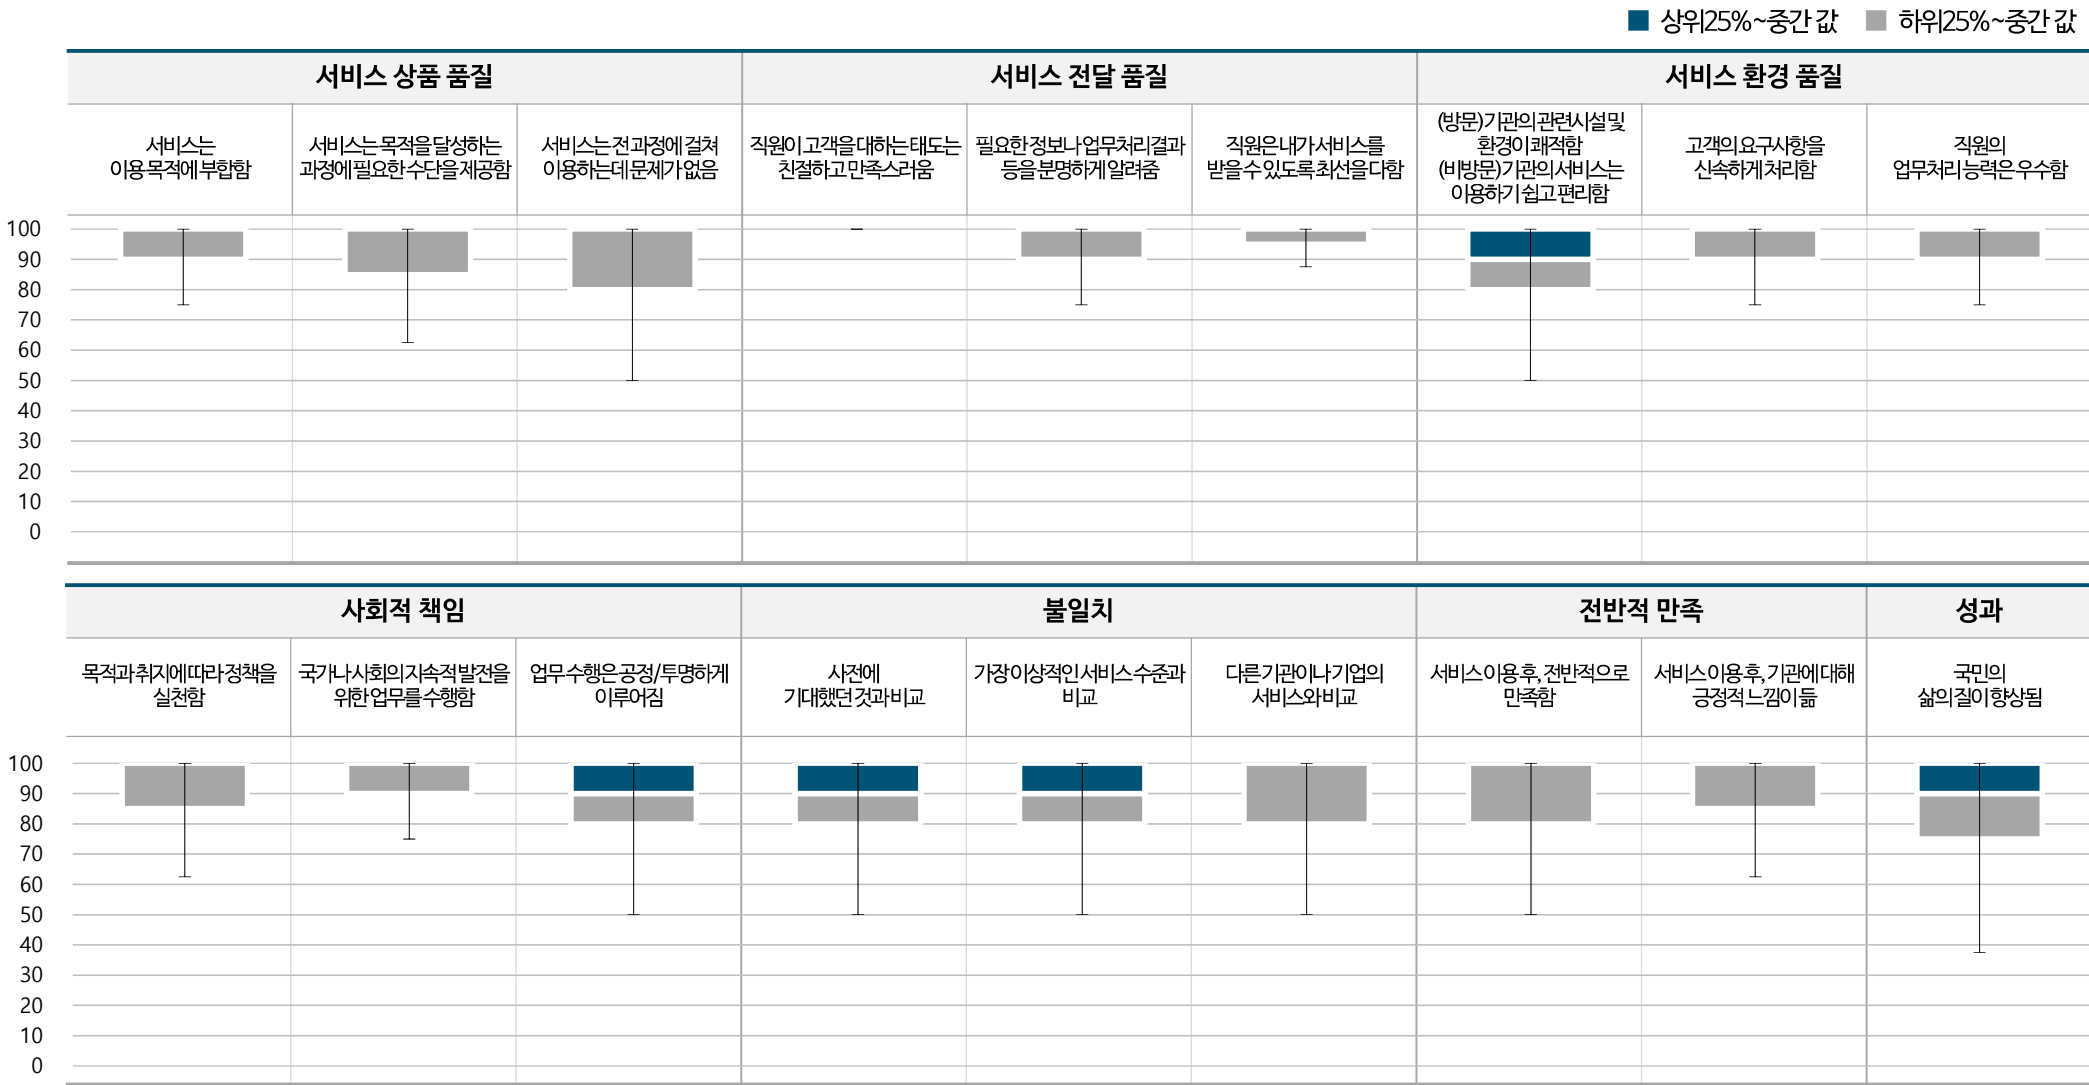 상위25%~중간 값 하위25%~중간 값
서비스 상품 품질 서비스 전달 품질 서비스 환경 품질
서비스는
이용 목적에 부합함
서비스는 목적을 달성하는
과정에 필요한 수단을 제공함
서비스는 전 과정에 걸쳐
이용하는데 문제가 없음
직원이 고객을 대하는 태도는
친절하고 만족스러움
필요한 정보나 업무처리 결과
등을 분명하게 알려줌
직원은 내가 서비스를
받을 수 있도록 최선을 다함
(방문)기관의 관련시설 및
환경이 쾌적함
(비방문)기관의 서비스는
이용하기 쉽고 편리함
고객의 요구사항을
신속하게 처리함
직원의
업무처리 능력은 우수함
100
90
80
70
60
50
40
30
20
10
0
사회적 책임 불일치 전반적 만족 성과
목적과 취지에 따라 정책을
실천함
국가나 사회의 지속적 발전을
위한 업무를 수행함
업무 수행은 공정/투명하게
이루어짐
사전에
기대했던 것과 비교
가장 이상적인 서비스 수준과
비교
다른 기관이나 기업의
서비스와 비교
서비스 이용 후, 전반적으로
만족함
서비스 이용 후, 기관에 대해
긍정적 느낌이 듦
국민의
삶의 질이 향상됨
100
90
80
70
60
50
40
30
20
10
0